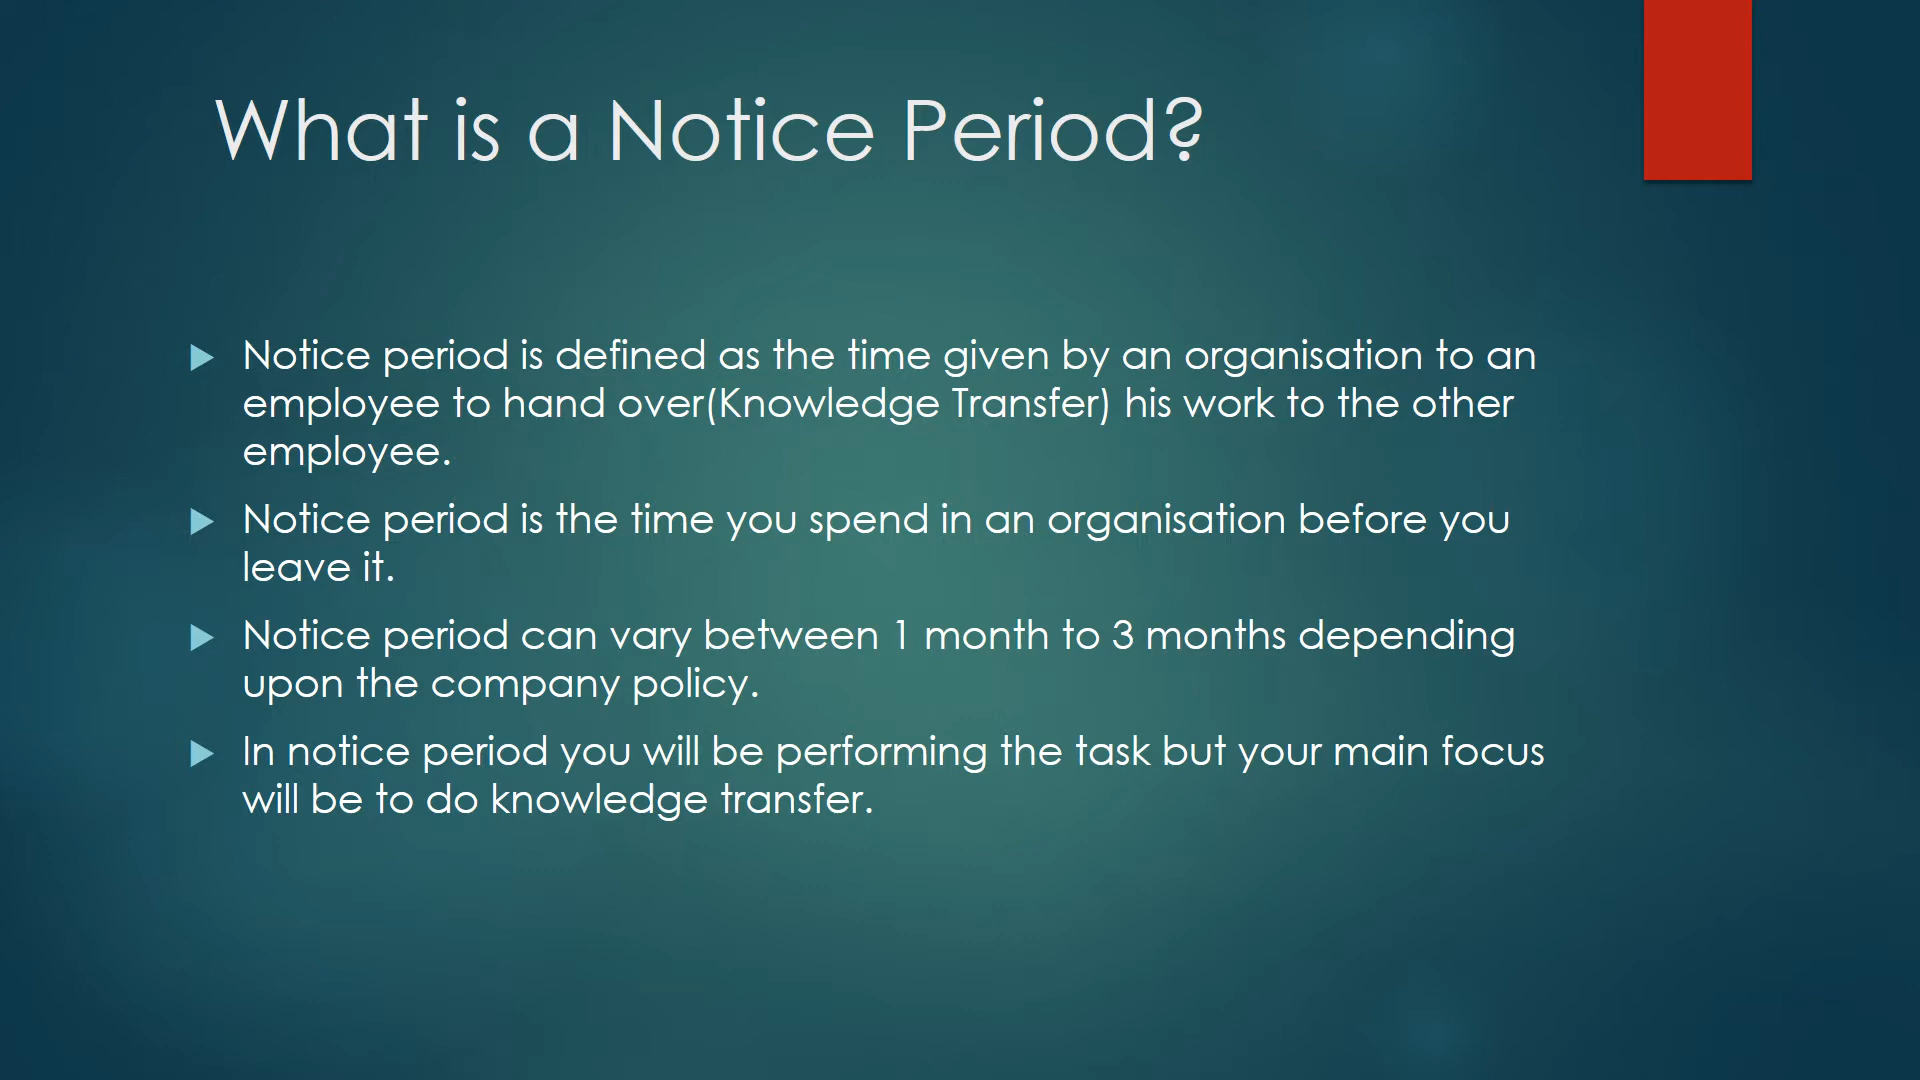 What is a Notice Period?
Notice period is defined as the time given by an organisation to an
employee to hand over(Knowledge Transfer) his work to the other
employee.
Notice period is the time you spend in an organisation before you
leave it.
Notice period can vary between 1 month to 3 months depending
upon the company policy.
In notice period you will be performing the task but your main focus
will be to do knowledge transfer.